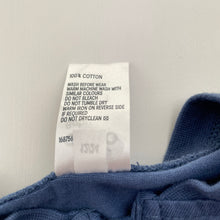 100% COTTON
WASH BEFORE WEAR
WARM MACHINE WASH WITH
SIMILAR COLOURS
DO NOT BLEACH
DO NOT TUMBLE DRY
WARM IRON ON REVERSE SIDE
IF REQUIRED
DO NOT DRYCLEAN 05